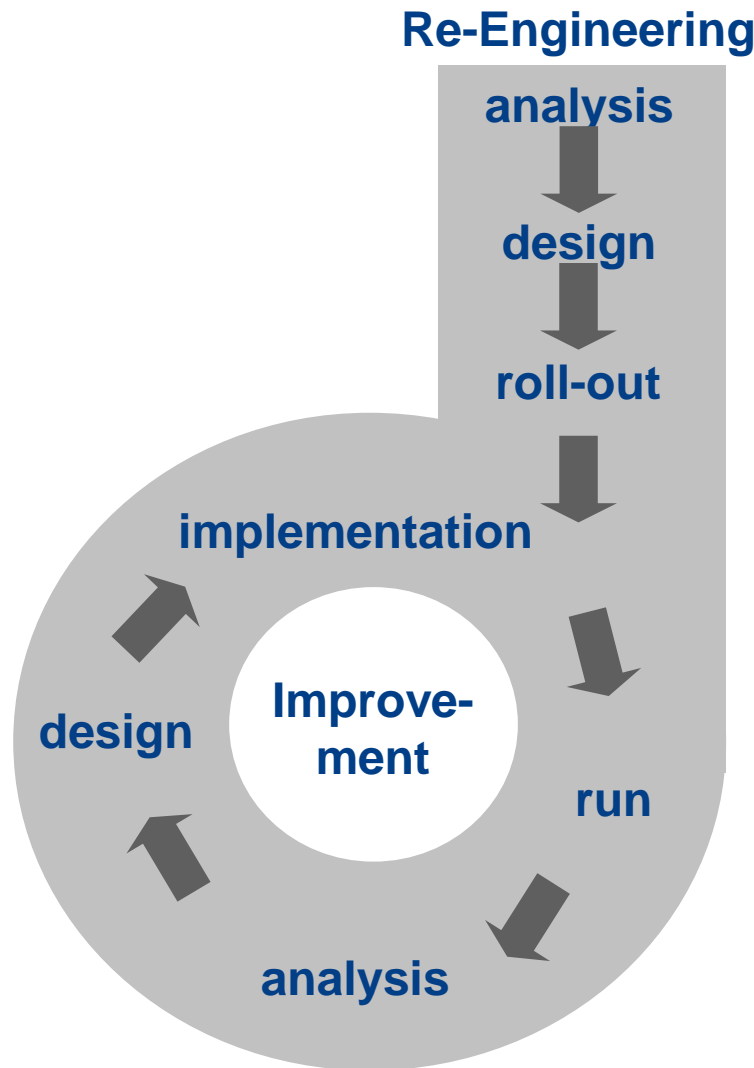 Re-Engineering
analysis
design
roll-out
implementation
Improve-
ment
design
run
analysis